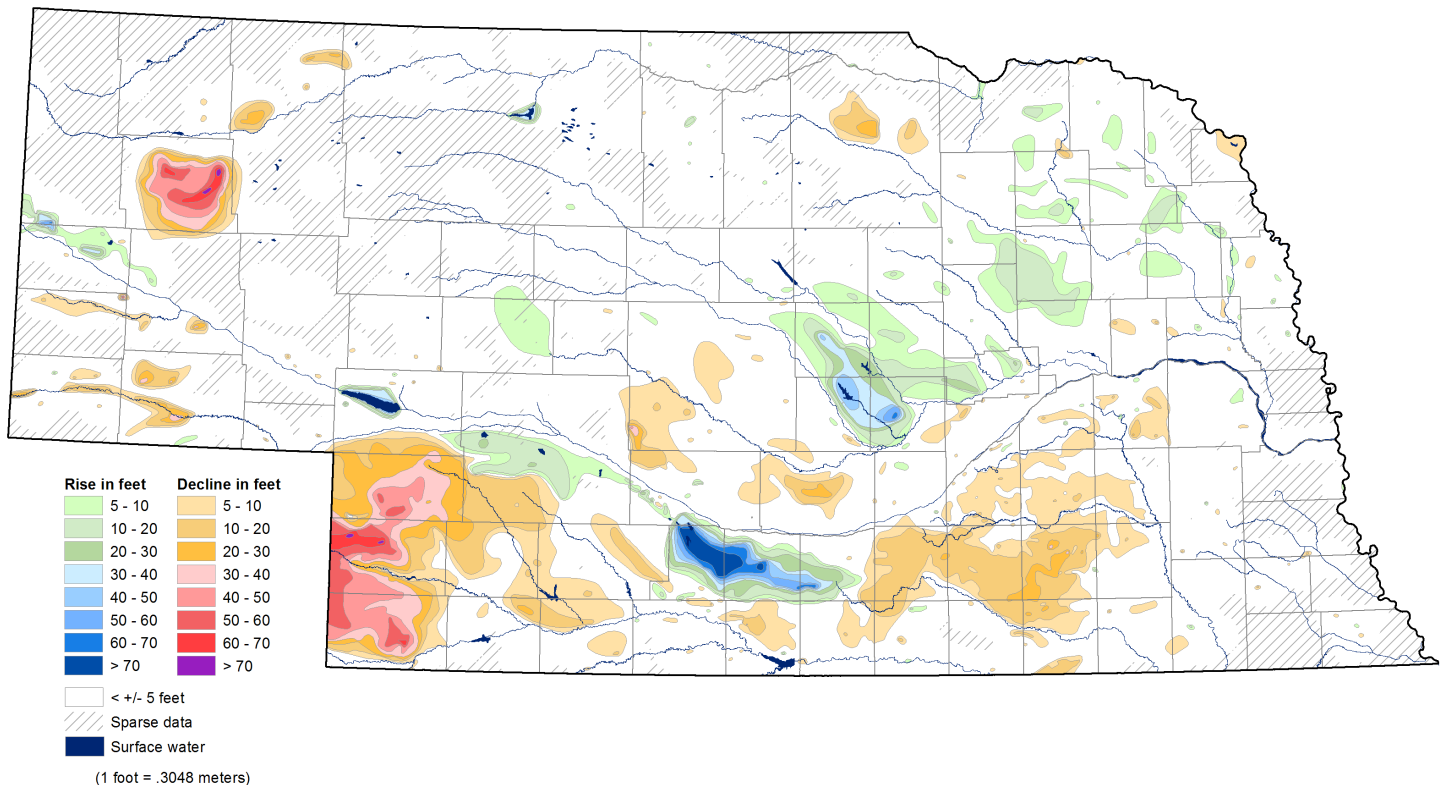 Rise in feet Decline in feet
5 - 10 5 - 10
10 - 20 10 - 20
20 - 30 20 - 30
30 - 40 30 - 40
40 - 50 40 - 50
50 - 60 50 - 60
60 - 70 60 - 70
> 70 > 70
< +/- 5 feet
Sparse data
Surface water
(1 foot = .3048 meters)